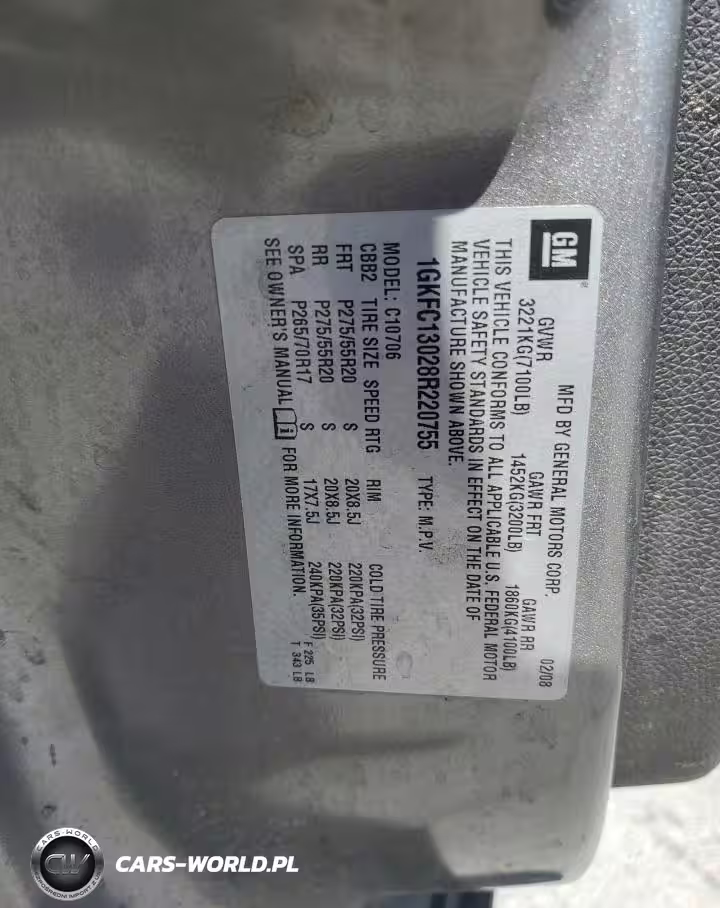 GM
MFD BY GENERAL MOTORS CORP. 02/08
GVWR GAWR FRT GAWR RR
3221KG(7100LB) 1452KG(3200LB) 1860KG(4100LB)
THIS VEHICLE CONFORMS TO ALL APPLICABLE U.S. FEDERAL MOTOR
VEHICLE SAFETY STANDARDS IN EFFECT ON THE DATE OF
MANUFACTURE SHOWN ABOVE.
1GKFC13028R220755 TYPE: M.P.V.
MODEL: C10706
CBB2 TIRE SIZE SPEED RTG RIM COLD TIRE PRESSURE
FRT P275/55R20 S 20X8.5J 220KPA(32PSI)
RR P275/55R20 S 20X8.5J 220KPA(32PSI)
SPA P265/70R17 S 17X7.5J 240KPA(35PSI)
SEE OWNER'S MANUAL i FOR MORE INFORMATION.
F 225 LB
T 343 LB
CARS-WORLD
CW
CARS-WORLD.PL